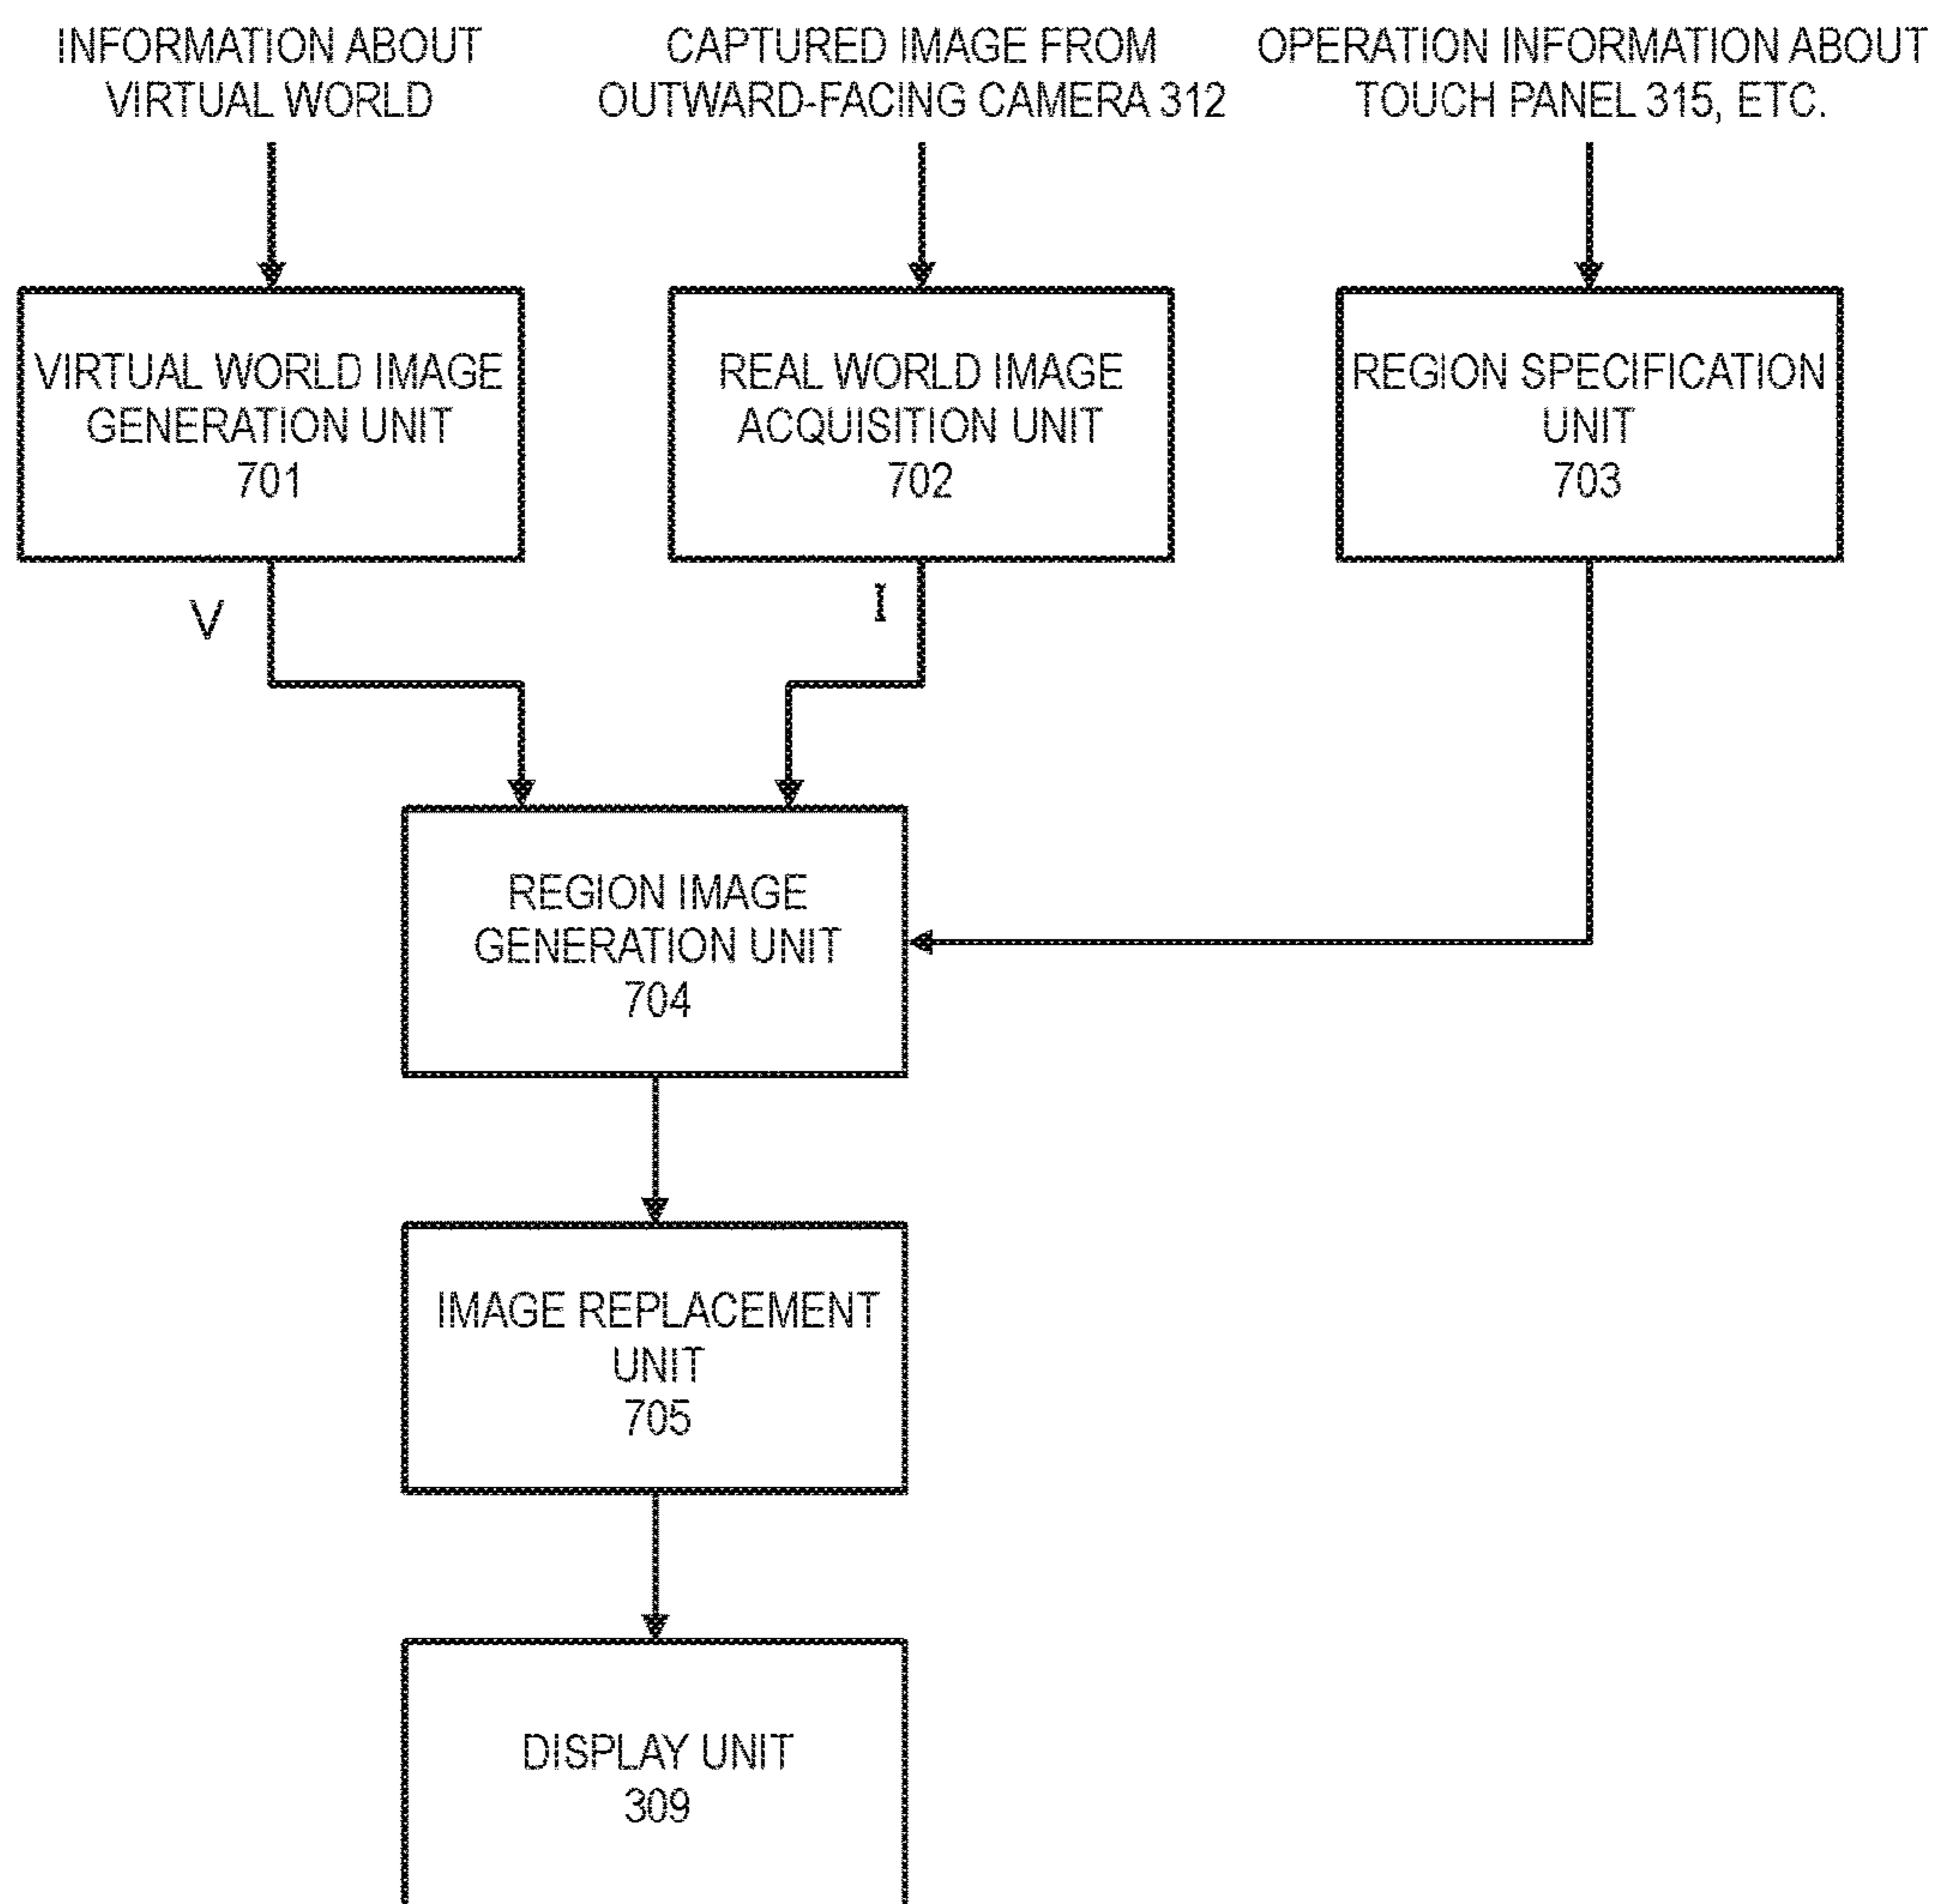 INFORMATION ABOUT
VIRTUAL WORLD
CAPTURED IMAGE FROM
OUTWARD-FACING CAMERA 312
OPERATION INFORMATION ABOUT
TOUCH PANEL 315, ETC.
VIRTUAL WORLD IMAGE
GENERATION UNIT
701
REAL WORLD IMAGE
ACQUISITION UNIT
702
REGION SPECIFICATION
UNIT
703
V
I
REGION IMAGE
GENERATION UNIT
704
IMAGE REPLACEMENT
UNIT
705
DISPLAY UNIT
309